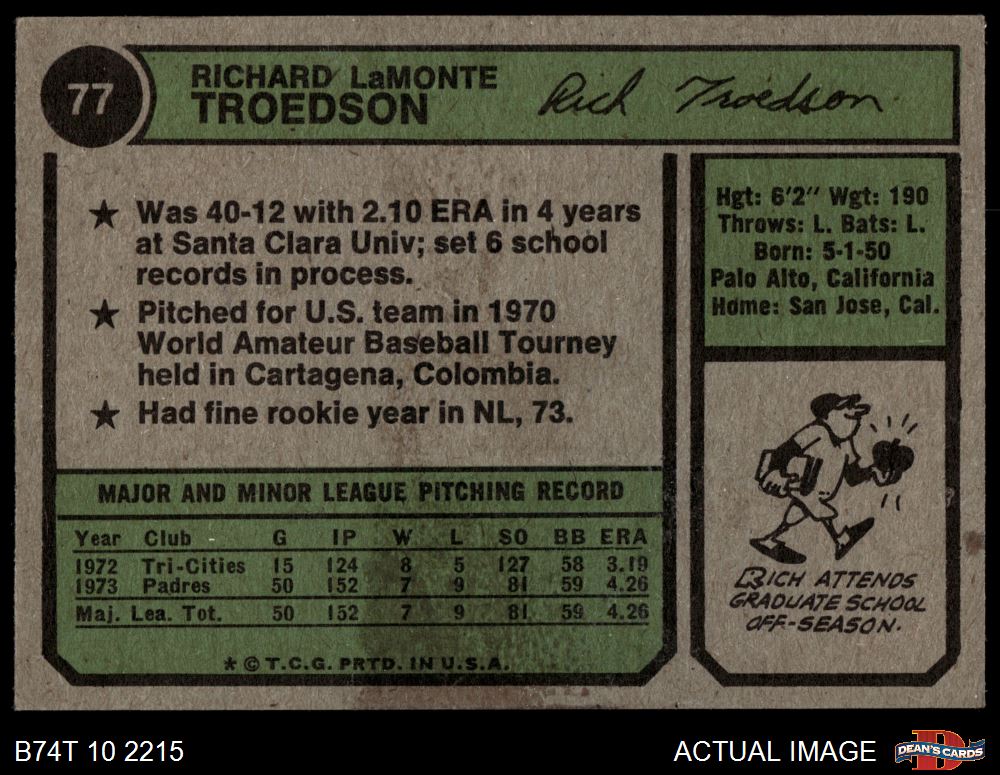 77
RICHARD LaMONTE
TROEDSON
Rich Troedson
★ Was 40-12 with 2.10 ERA in 4 years
at Santa Clara Univ; set 6 school
records in process.
★ Pitched for U.S. team in 1970
World Amateur Baseball Tourney
held in Cartagena, Colombia.
★ Had fine rookie year in NL, 73.
Hgt: 6'2" Wgt: 190
Throws: L. Bats: L.
Born: 5-1-50
Palo Alto, California
Home: San Jose, Cal.
RICH ATTENDS
GRADUATE SCHOOL
OFF-SEASON.
MAJOR AND MINOR LEAGUE PITCHING RECORD
Year Club G IP W L SO BB ERA
1972 Tri-Cities 15 124 8 5 127 58 3.19
1973 Padres 50 152 7 9 81 59 4.26
Maj. Lea. Tot. 50 152 7 9 81 59 4.26
★ © T.C.G. PRTD. IN U.S.A.
B74T 10 2215
ACTUAL IMAGE
DEAN'S CARDS